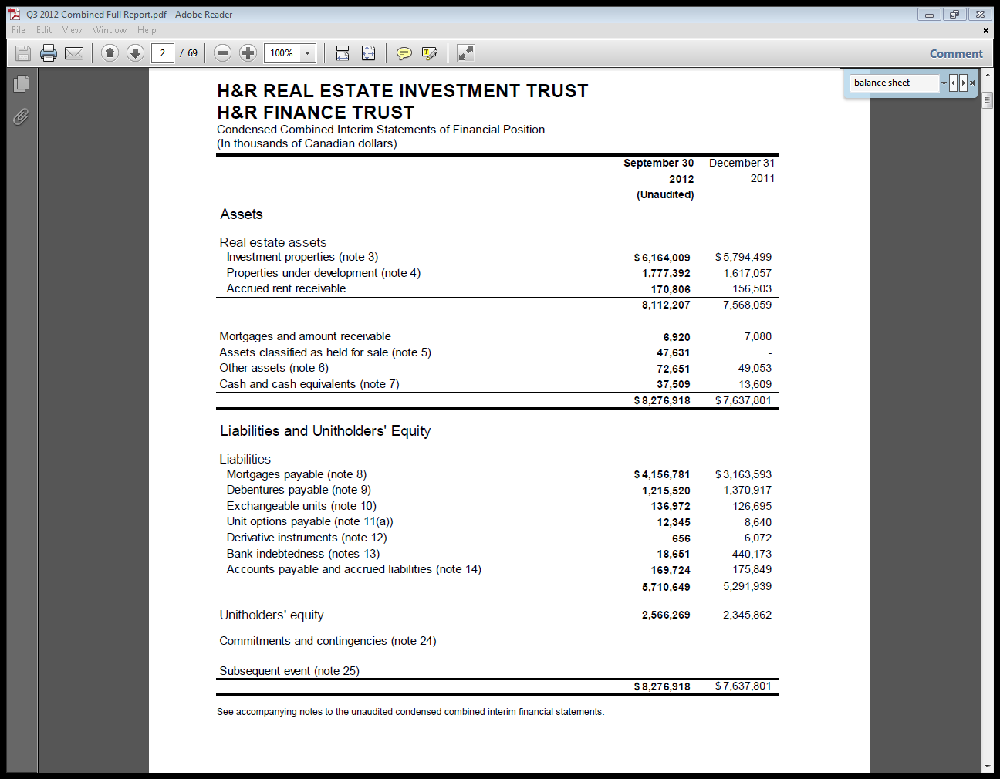 Q3 2012 Combined Full Report.pdf - Adobe Reader
File Edit View Window Help
2 / 69 100% Comment
balance sheet
H&R REAL ESTATE INVESTMENT TRUST
H&R FINANCE TRUST
Condensed Combined Interim Statements of Financial Position
(In thousands of Canadian dollars)
September 30 December 31
2012 2011
(Unaudited)
Assets
Real estate assets
Investment properties (note 3) $ 6,164,009 $ 5,794,499
Properties under development (note 4) 1,777,392 1,617,057
Accrued rent receivable 170,806 156,503
8,112,207 7,568,059
Mortgages and amount receivable 6,920 7,080
Assets classified as held for sale (note 5) 47,631 -
Other assets (note 6) 72,651 49,053
Cash and cash equivalents (note 7) 37,509 13,609
$ 8,276,918 $ 7,637,801
Liabilities and Unitholders' Equity
Liabilities
Mortgages payable (note 8) $ 4,156,781 $ 3,163,593
Debentures payable (note 9) 1,215,520 1,370,917
Exchangeable units (note 10) 136,972 126,695
Unit options payable (note 11(a)) 12,345 8,640
Derivative instruments (note 12) 656 6,072
Bank indebtedness (notes 13) 18,651 440,173
Accounts payable and accrued liabilities (note 14) 169,724 175,849
5,710,649 5,291,939
Unitholders' equity 2,566,269 2,345,862
Commitments and contingencies (note 24)
Subsequent event (note 25)
$ 8,276,918 $ 7,637,801
See accompanying notes to the unaudited condensed combined interim financial statements.